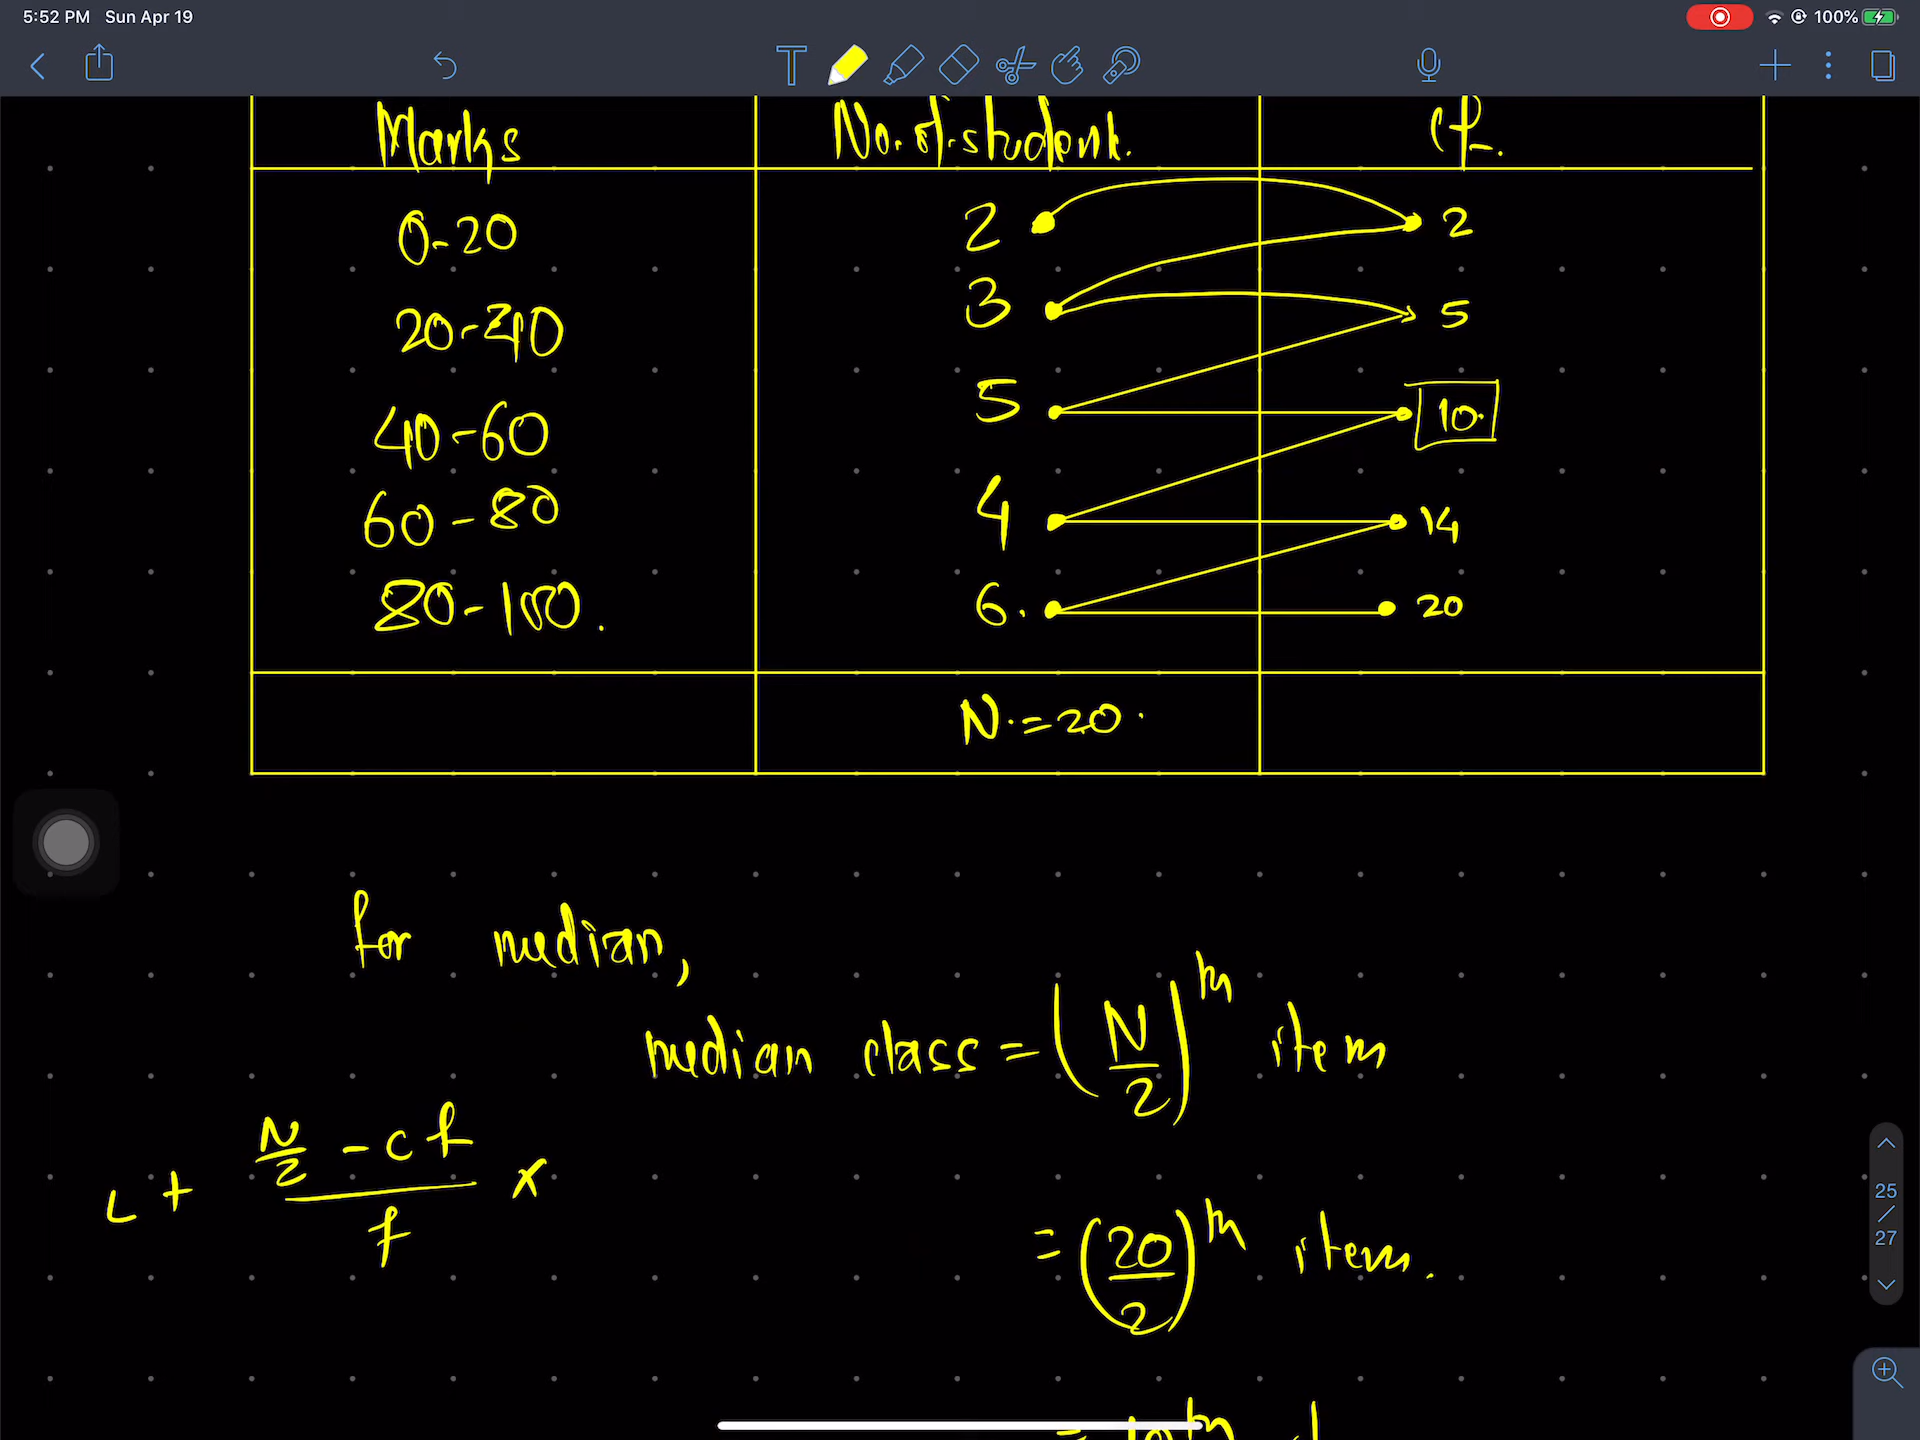 5:52 PM Sun Apr 19
100%
Marks No. of. student. cf.
0-20 2 2
20-40 3 5
40-60 5 10.
60-80 4 14
80-100. 6. 20
N. = 20.
for median,
median class = (N/2)th item
L + N/2 - cf / f ×
= (20/2)th item.
25
/
27